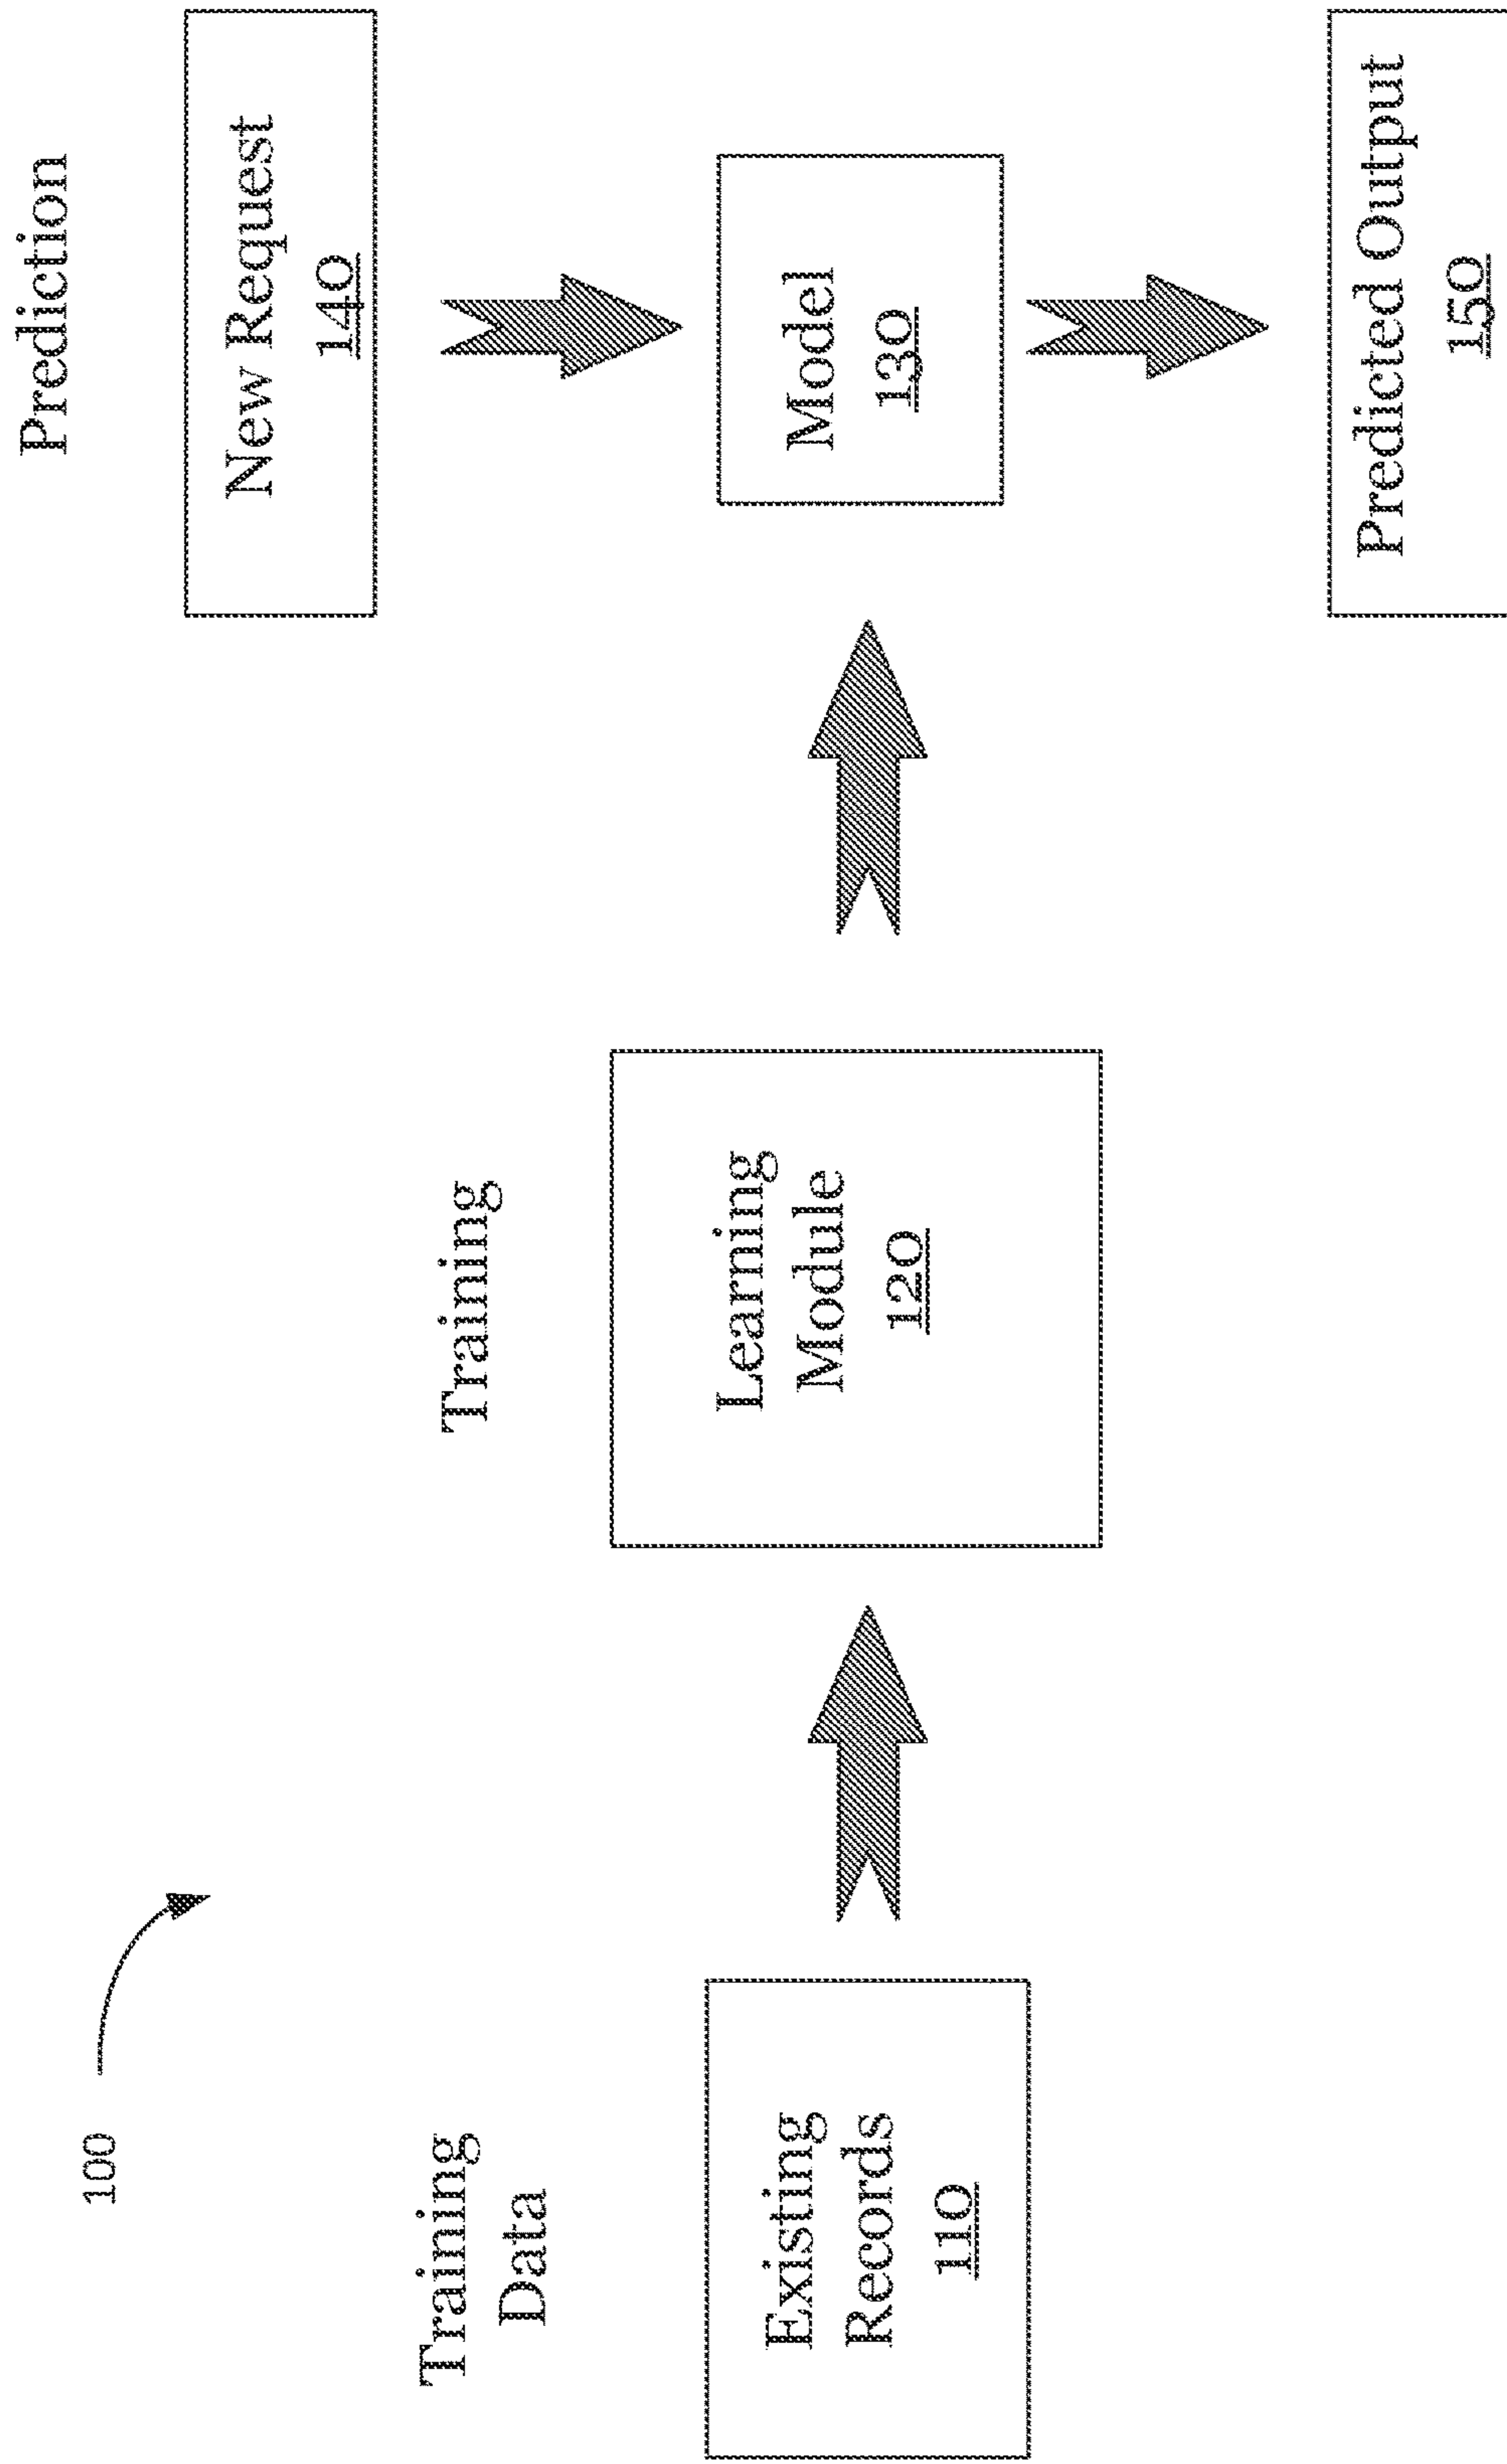 100
Training
Data
Existing
Records
110
Training
Learning
Module
120
Prediction
New Request
140
Model
130
Predicted Output
150